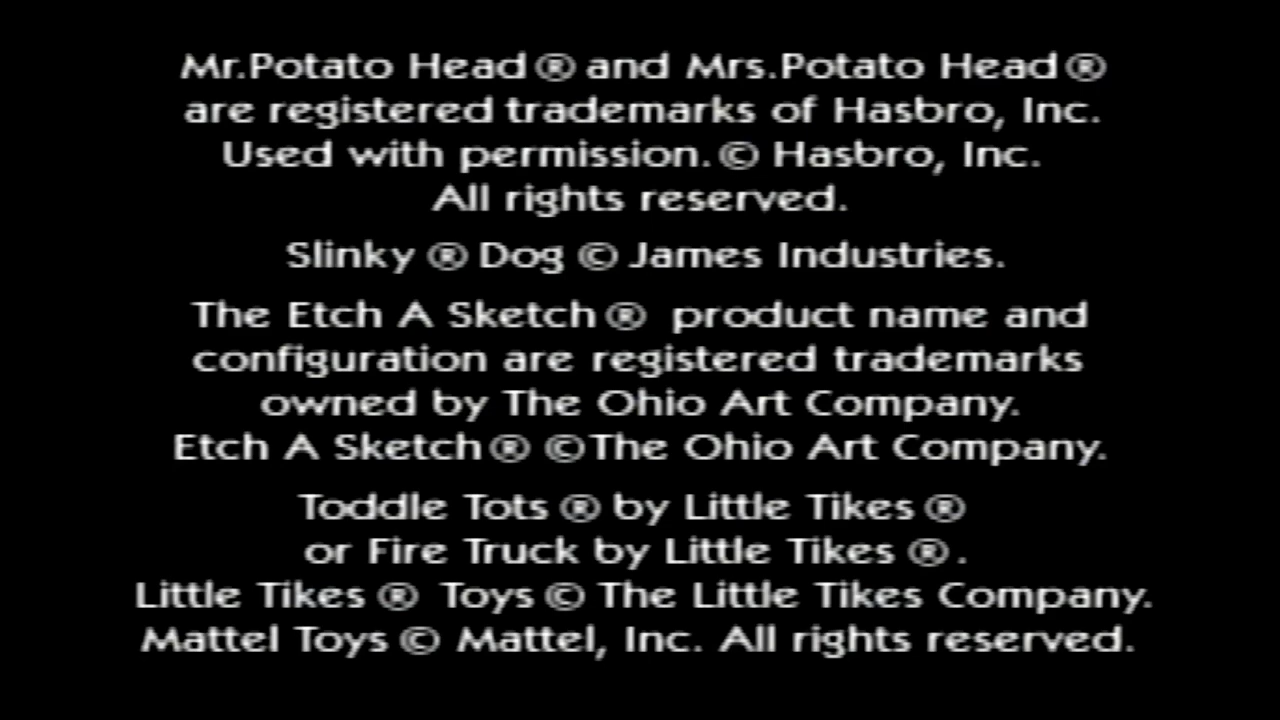 Mr.Potato Head® and Mrs.Potato Head®
are registered trademarks of Hasbro, Inc.
Used with permission.© Hasbro, Inc.
All rights reserved.
Slinky ® Dog © James Industries.
The Etch A Sketch® product name and
configuration are registered trademarks
owned by The Ohio Art Company.
Etch A Sketch® ©The Ohio Art Company.
Toddle Tots ® by Little Tikes ®
or Fire Truck by Little Tikes ®.
Little Tikes ® Toys © The Little Tikes Company.
Mattel Toys © Mattel, Inc. All rights reserved.